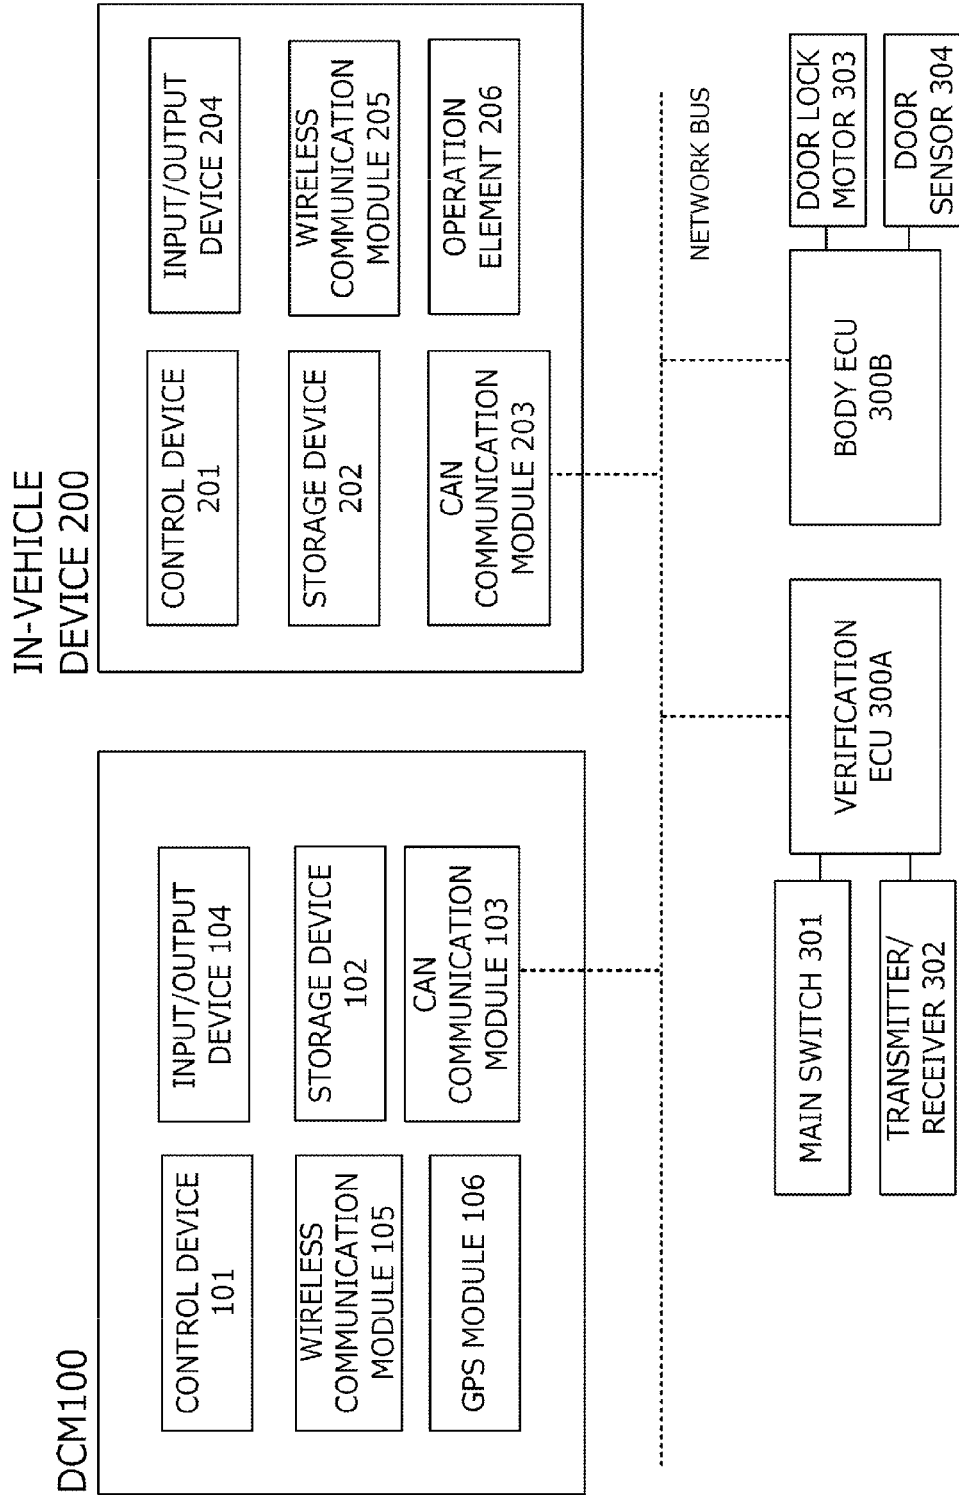 DCM100
CONTROL DEVICE
101
INPUT/OUTPUT
DEVICE 104
WIRELESS
COMMUNICATION
MODULE 105
STORAGE DEVICE
102
GPS MODULE 106
CAN
COMMUNICATION
MODULE 103
IN-VEHICLE
DEVICE 200
CONTROL DEVICE
201
INPUT/OUTPUT
DEVICE 204
STORAGE DEVICE
202
WIRELESS
COMMUNICATION
MODULE 205
CAN
COMMUNICATION
MODULE 203
OPERATION
ELEMENT 206
NETWORK BUS
MAIN SWITCH 301
TRANSMITTER/
RECEIVER 302
VERIFICATION
ECU 300A
BODY ECU
300B
DOOR LOCK
MOTOR 303
DOOR
SENSOR 304